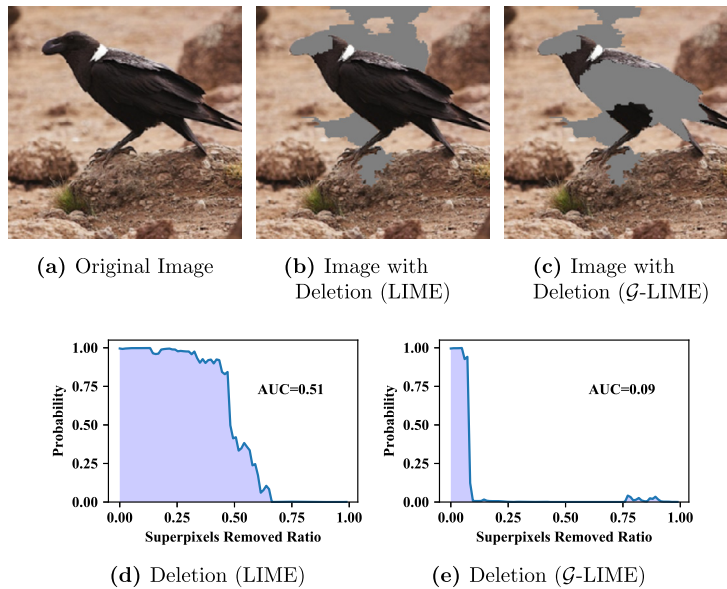 (a) Original Image
(b) Image with
Deletion (LIME)
(c) Image with
Deletion (𝒢-LIME)
1.00
0.75
0.50
0.25
0.00
Probability
AUC=0.51
0.00 0.25 0.50 0.75 1.00
Superpixels Removed Ratio
(d) Deletion (LIME)
1.00
0.75
0.50
0.25
0.00
Probability
AUC=0.09
0.00 0.25 0.50 0.75 1.00
Superpixels Removed Ratio
(e) Deletion (𝒢-LIME)